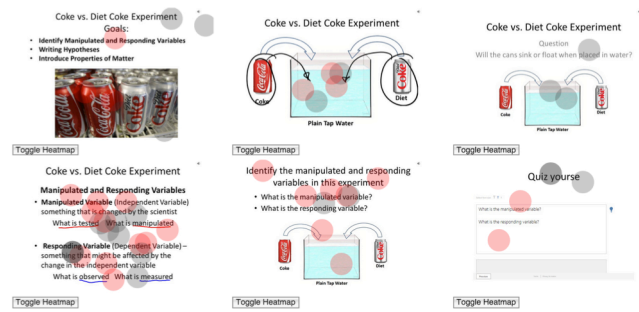 Coke vs. Diet Coke Experiment
Goals:
• Identify Manipulated and Responding Variables
• Writing Hypotheses
• Introduce Properties of Matter
Coca-Cola
Coke
Toggle Heatmap
Coke vs. Diet Coke Experiment
Coca-Cola
Coke
Coke
Diet
Plain Tap Water
Toggle Heatmap
Coke vs. Diet Coke Experiment
Question
Will the cans sink or float when placed in water?
Coke
Diet
Plain Tap Water
Toggle Heatmap
Coke vs. Diet Coke Experiment
Manipulated and Responding Variables
• Manipulated Variable (Independent Variable)
something that is changed by the scientist
What is tested What is manipulated
• Responding Variable (Dependent Variable) –
something that might be affected by the
change in the independent variable
What is observed What is measured
Toggle Heatmap
Identify the manipulated and responding
variables in this experiment
• What is the manipulated variable?
• What is the responding variable?
Coke
Diet
Plain Tap Water
Toggle Heatmap
Quiz yourse
What is the manipulated variable?
What is the responding variable?
Toggle Heatmap